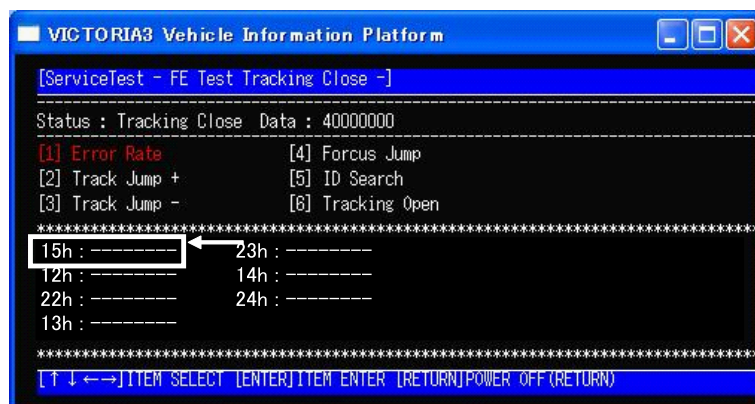 VICTORIA3 Vehicle Information Platform
[ServiceTest - FE Test Tracking Close -]
Status : Tracking Close  Data : 40000000
[1] Error Rate [4] Forcus Jump
[2] Track Jump + [5] ID Search
[3] Track Jump - [6] Tracking Open
15h : -------- 23h : --------
12h : -------- 14h : --------
22h : -------- 24h : --------
13h : --------
[↑↓←→]ITEM SELECT [ENTER]ITEM ENTER [RETURN]POWER OFF(RETURN)